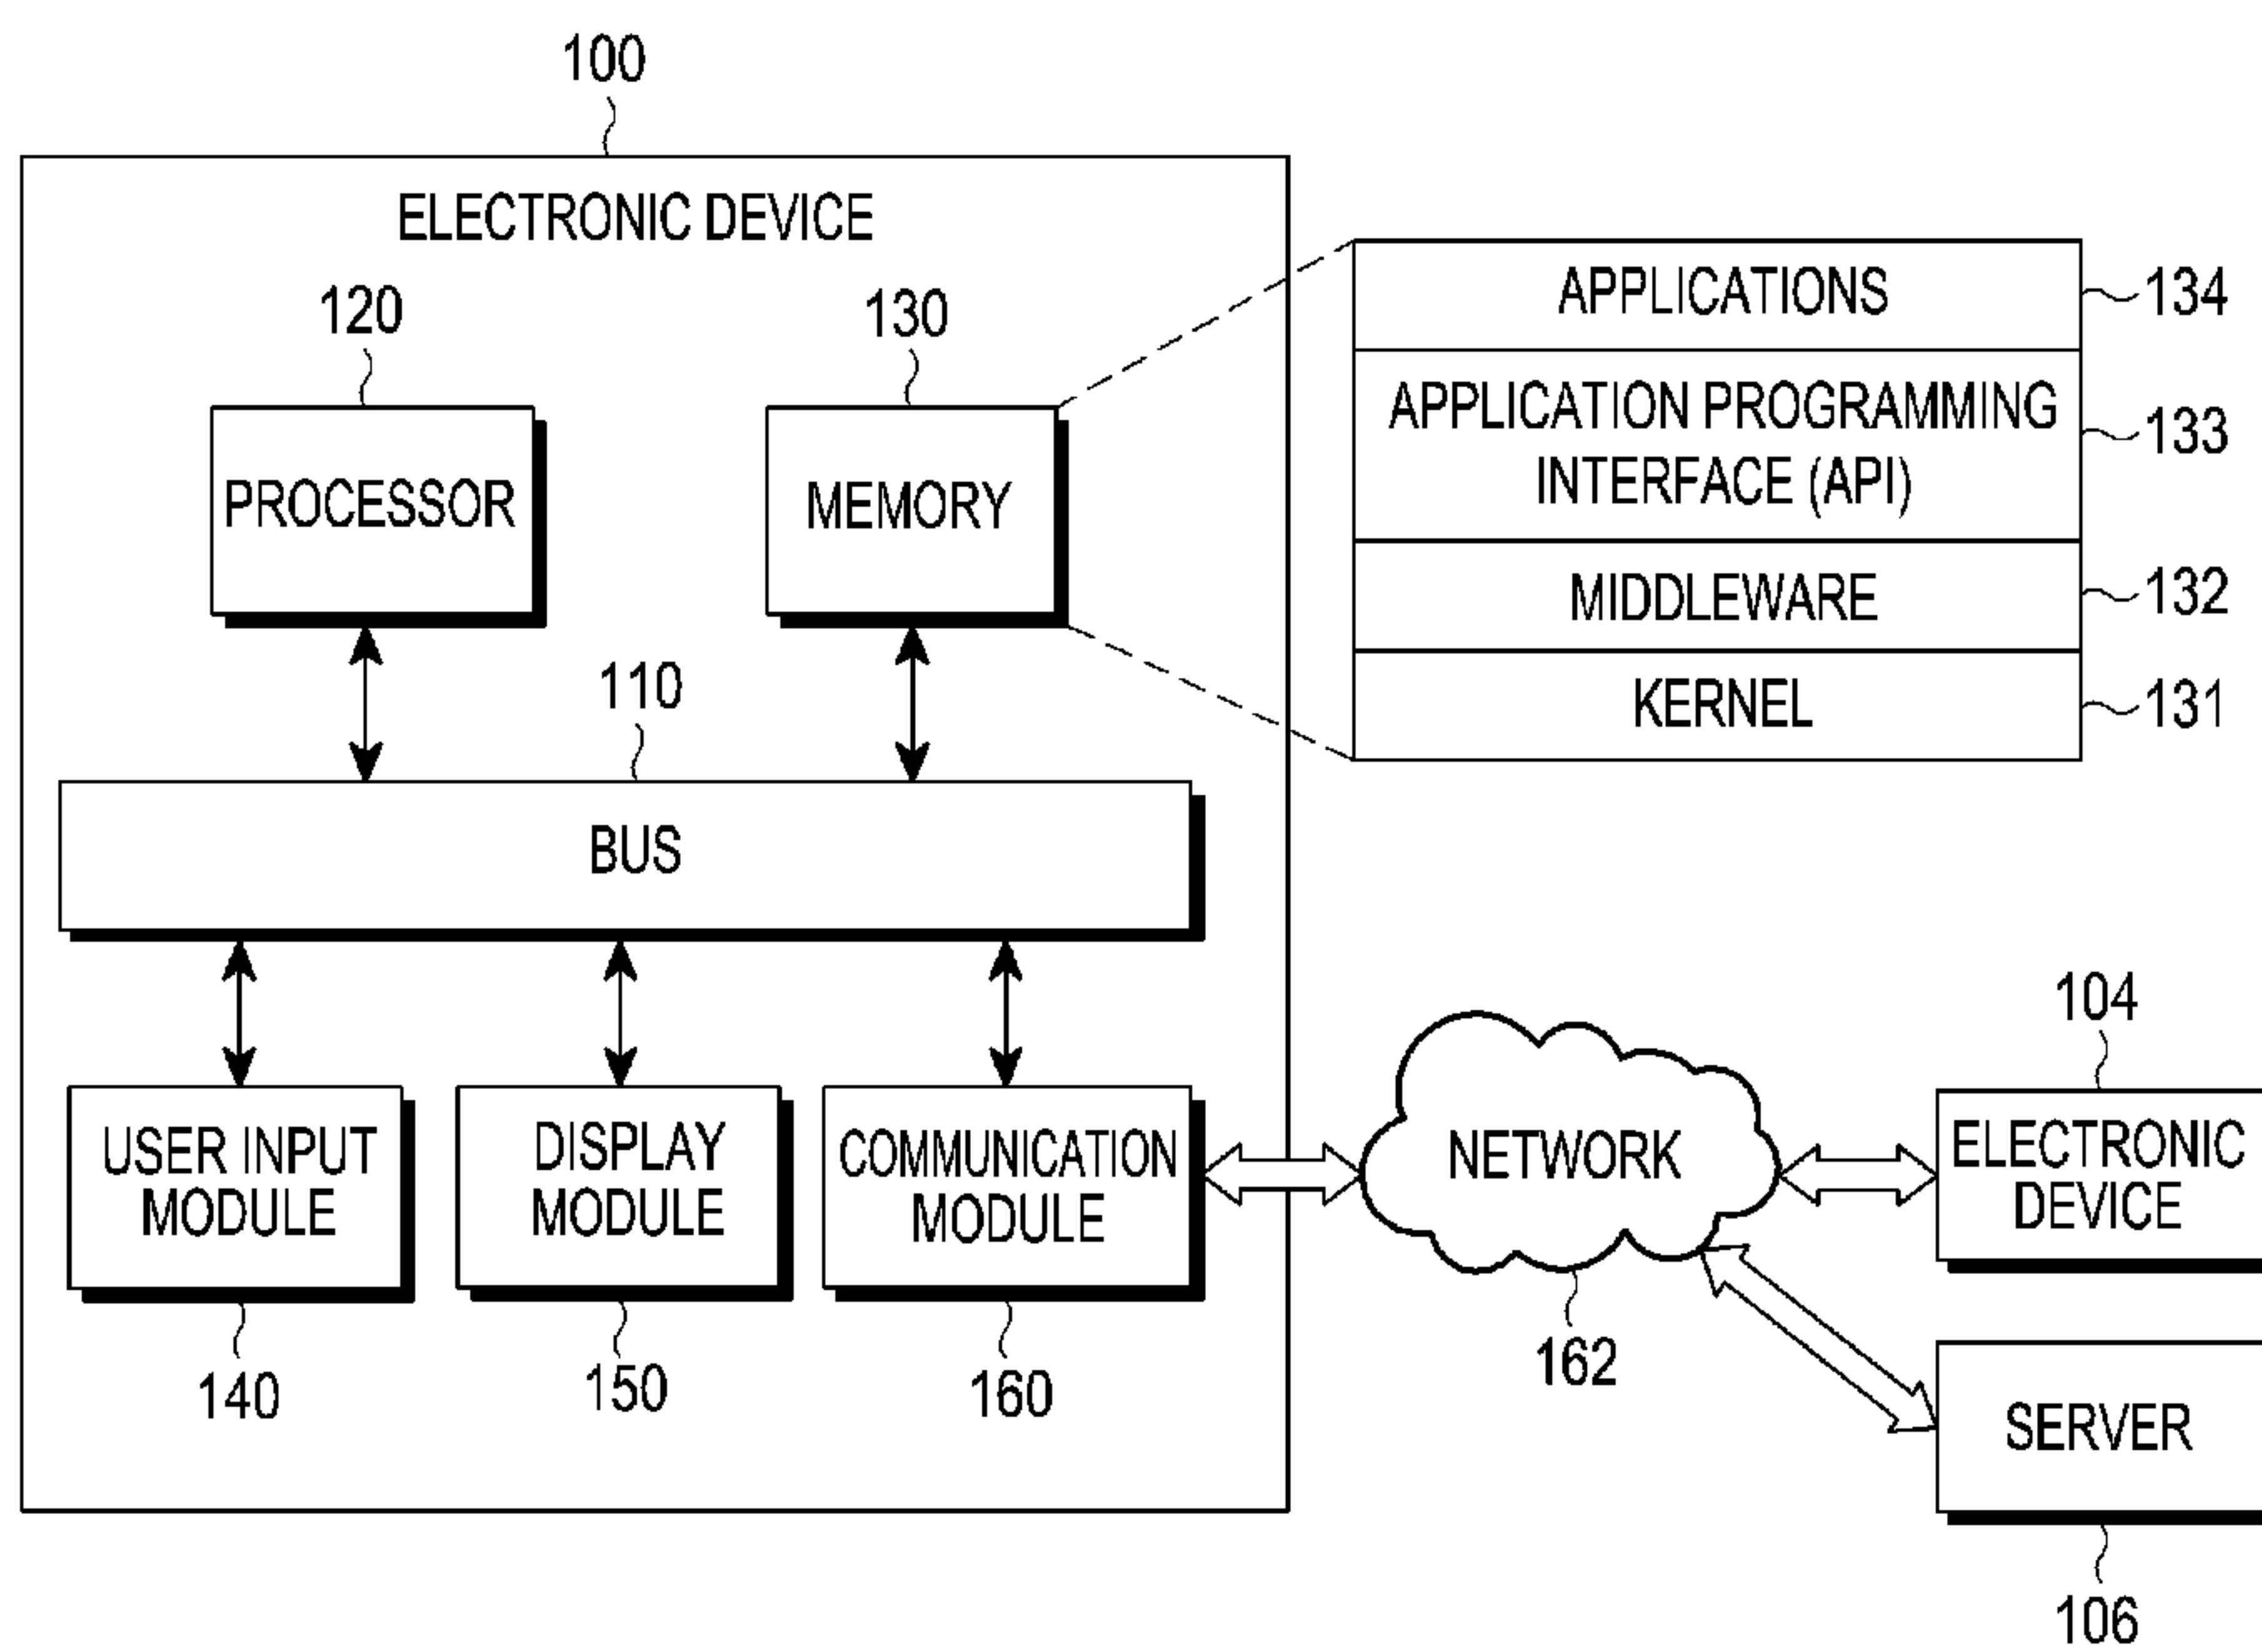 100
ELECTRONIC DEVICE
120
130
PROCESSOR
MEMORY
APPLICATIONS
134
APPLICATION PROGRAMMING
INTERFACE (API)
133
MIDDLEWARE
132
KERNEL
131
110
BUS
USER INPUT
MODULE
DISPLAY
MODULE
COMMUNICATION
MODULE
140
150
160
NETWORK
162
104
ELECTRONIC
DEVICE
SERVER
106